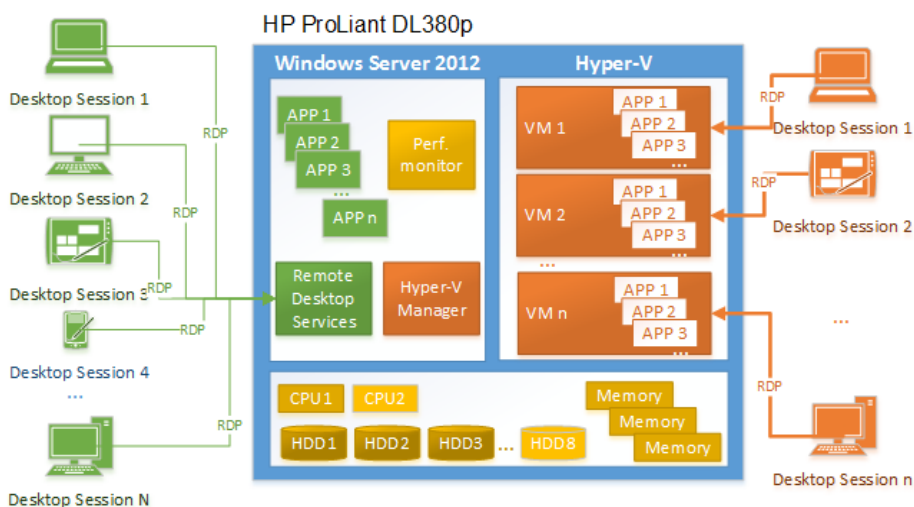 HP ProLiant DL380p
Desktop Session 1
RDP
Desktop Session 2
RDP
Desktop Session 3
RDP
RDP
Desktop Session 4
...
RDP
Desktop Session N
Windows Server 2012
APP 1
APP 2
APP 3
...
APP n
Perf.
monitor
Remote
Desktop
Services
Hyper-V
Manager
Hyper-V
VM 1
APP 1
APP 2
APP 3
...
VM 2
APP 1
APP 2
APP 3
...
...
VM n
APP 1
APP 2
APP 3
...
CPU1
CPU2
HDD1
HDD2
HDD3
...
HDD8
Memory
Memory
Memory
RDP
Desktop Session 1
RDP
Desktop Session 2
...
RDP
Desktop Session n